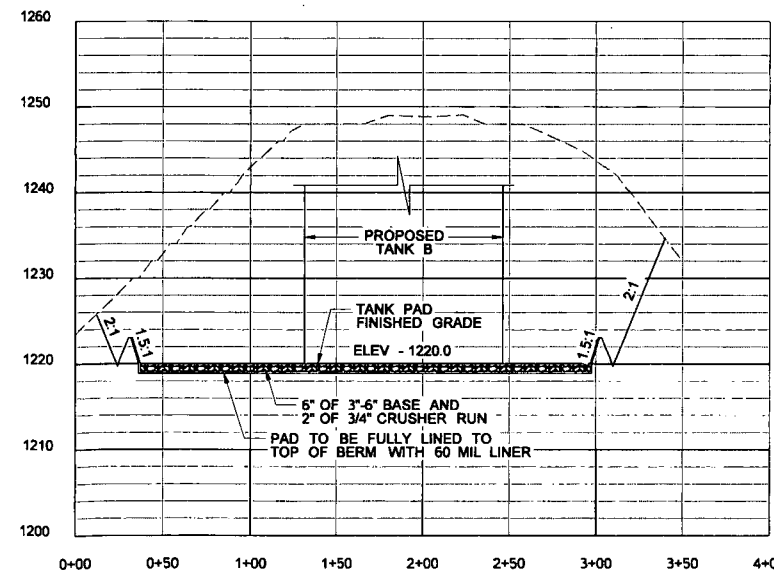 1260
1250
1240
1230
1220
1210
1200
PROPOSED
TANK B
TANK PAD
FINISHED GRADE
ELEV - 1220.0
2:1
1.5:1
1.5:1
2:1
6" OF 3"-6" BASE AND
2" OF 3/4" CRUSHER RUN
PAD TO BE FULLY LINED TO
TOP OF BERM WITH 60 MIL LINER
0+00 0+50 1+00 1+50 2+00 2+50 3+00 3+50 4+0